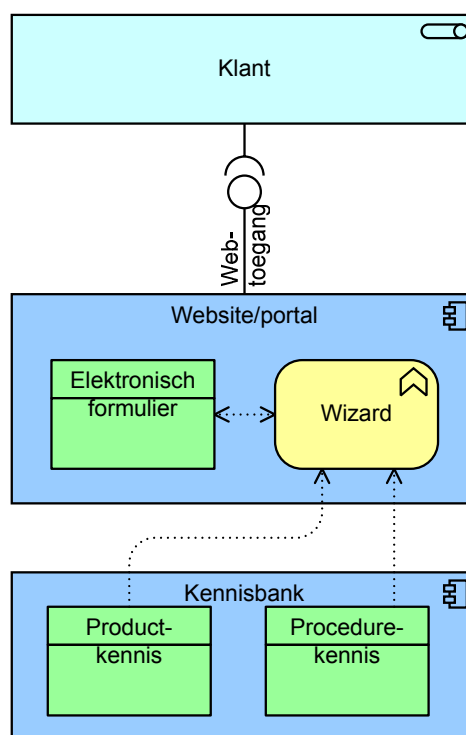 Klant
Web-
toegang
Website/portal
Elektronisch
formulier
Wizard
Kennisbank
Product-
kennis
Procedure-
kennis